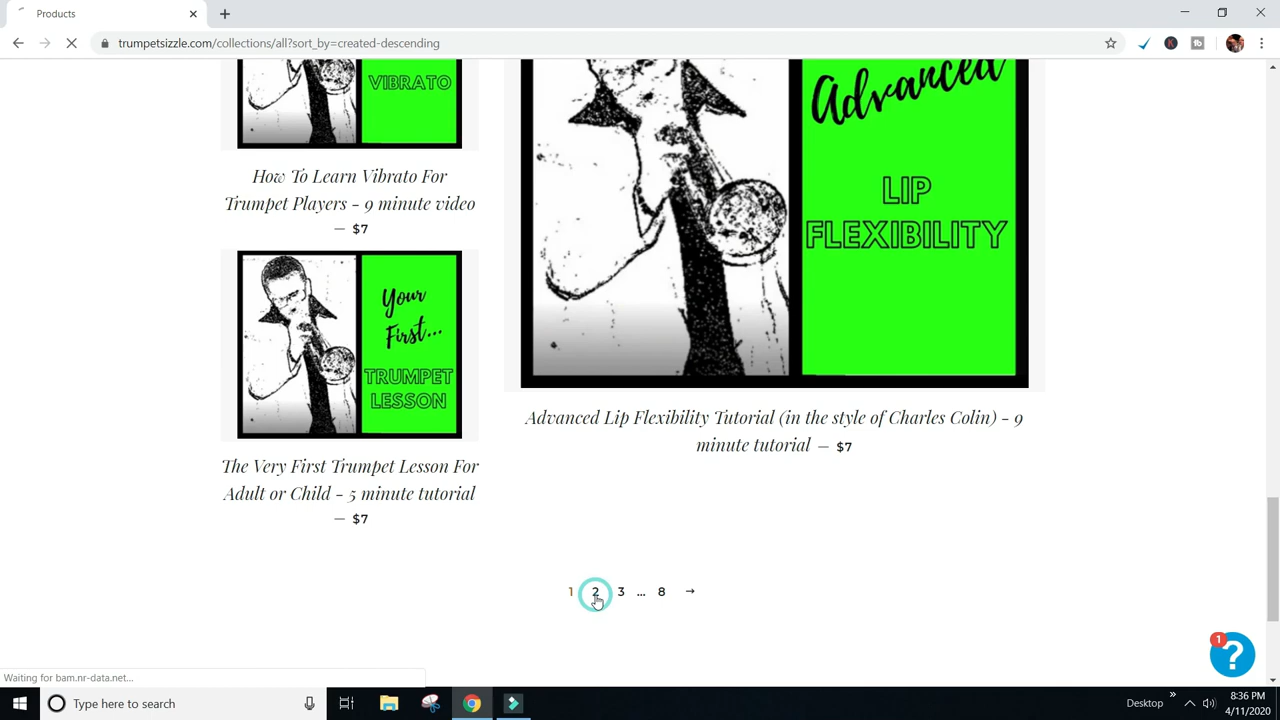 Products
trumpetsizzle.com/collections/all?sort_by=created-descending
VIBRATO
How To Learn Vibrato For
Trumpet Players - 9 minute video
— $7
Your
First...
TRUMPET
LESSON
The Very First Trumpet Lesson For
Adult or Child - 5 minute tutorial
— $7
Advanced
LIP
FLEXIBILITY
Advanced Lip Flexibility Tutorial (in the style of Charles Colin) - 9
minute tutorial — $7
1 2 3 ... 8 →
1
?
Waiting for bam.nr-data.net...
Type here to search
Desktop
8:36 PM
4/11/2020